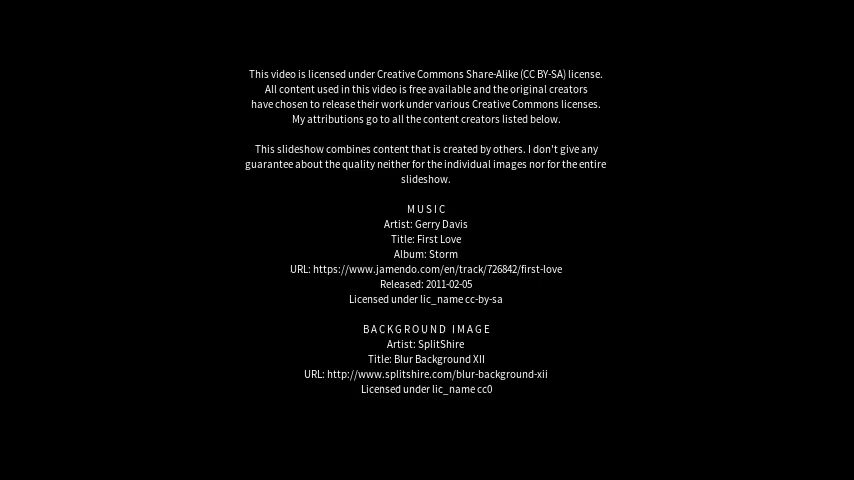 This video is licensed under Creative Commons Share-Alike (CC BY-SA) license.
All content used in this video is free available and the original creators
have chosen to release their work under various Creative Commons licenses.
My attributions go to all the content creators listed below.
This slideshow combines content that is created by others. I don't give any
guarantee about the quality neither for the individual images nor for the entire
slideshow.
MUSIC
Artist: Gerry Davis
Title: First Love
Album: Storm
URL: https://www.jamendo.com/en/track/726842/first-love
Released: 2011-02-05
Licensed under lic_name cc-by-sa
BACKGROUND IMAGE
Artist: SplitShire
Title: Blur Background XII
URL: http://www.splitshire.com/blur-background-xii
Licensed under lic_name cc0